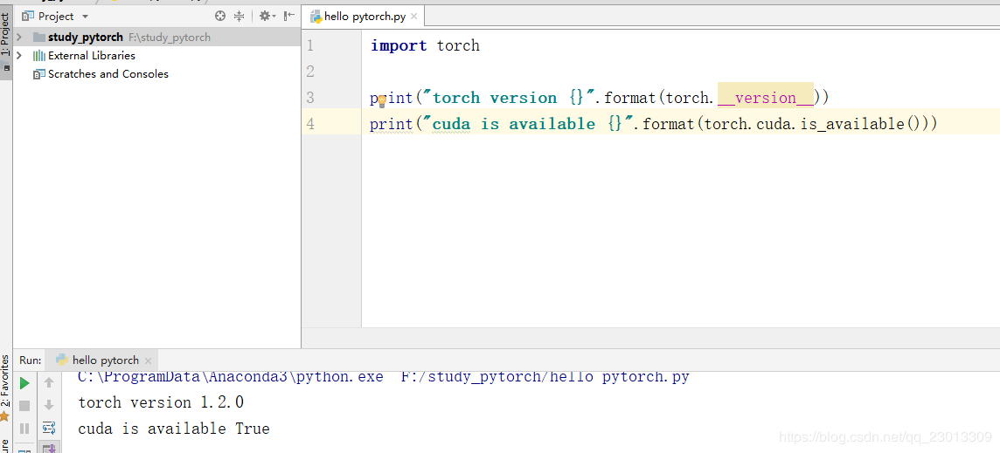 Project
hello pytorch.py
1: Project
study_pytorch F:\study_pytorch
External Libraries
Scratches and Consoles
1 import torch
2
3 print("torch version {}".format(torch.__version__))
4 print("cuda is available {}".format(torch.cuda.is_available()))
2: Favorites
Run: hello pytorch
C:\ProgramData\Anaconda3\python.exe F:/study_pytorch/hello pytorch.py
torch version 1.2.0
cuda is available True
https://blog.csdn.net/qq_23013309